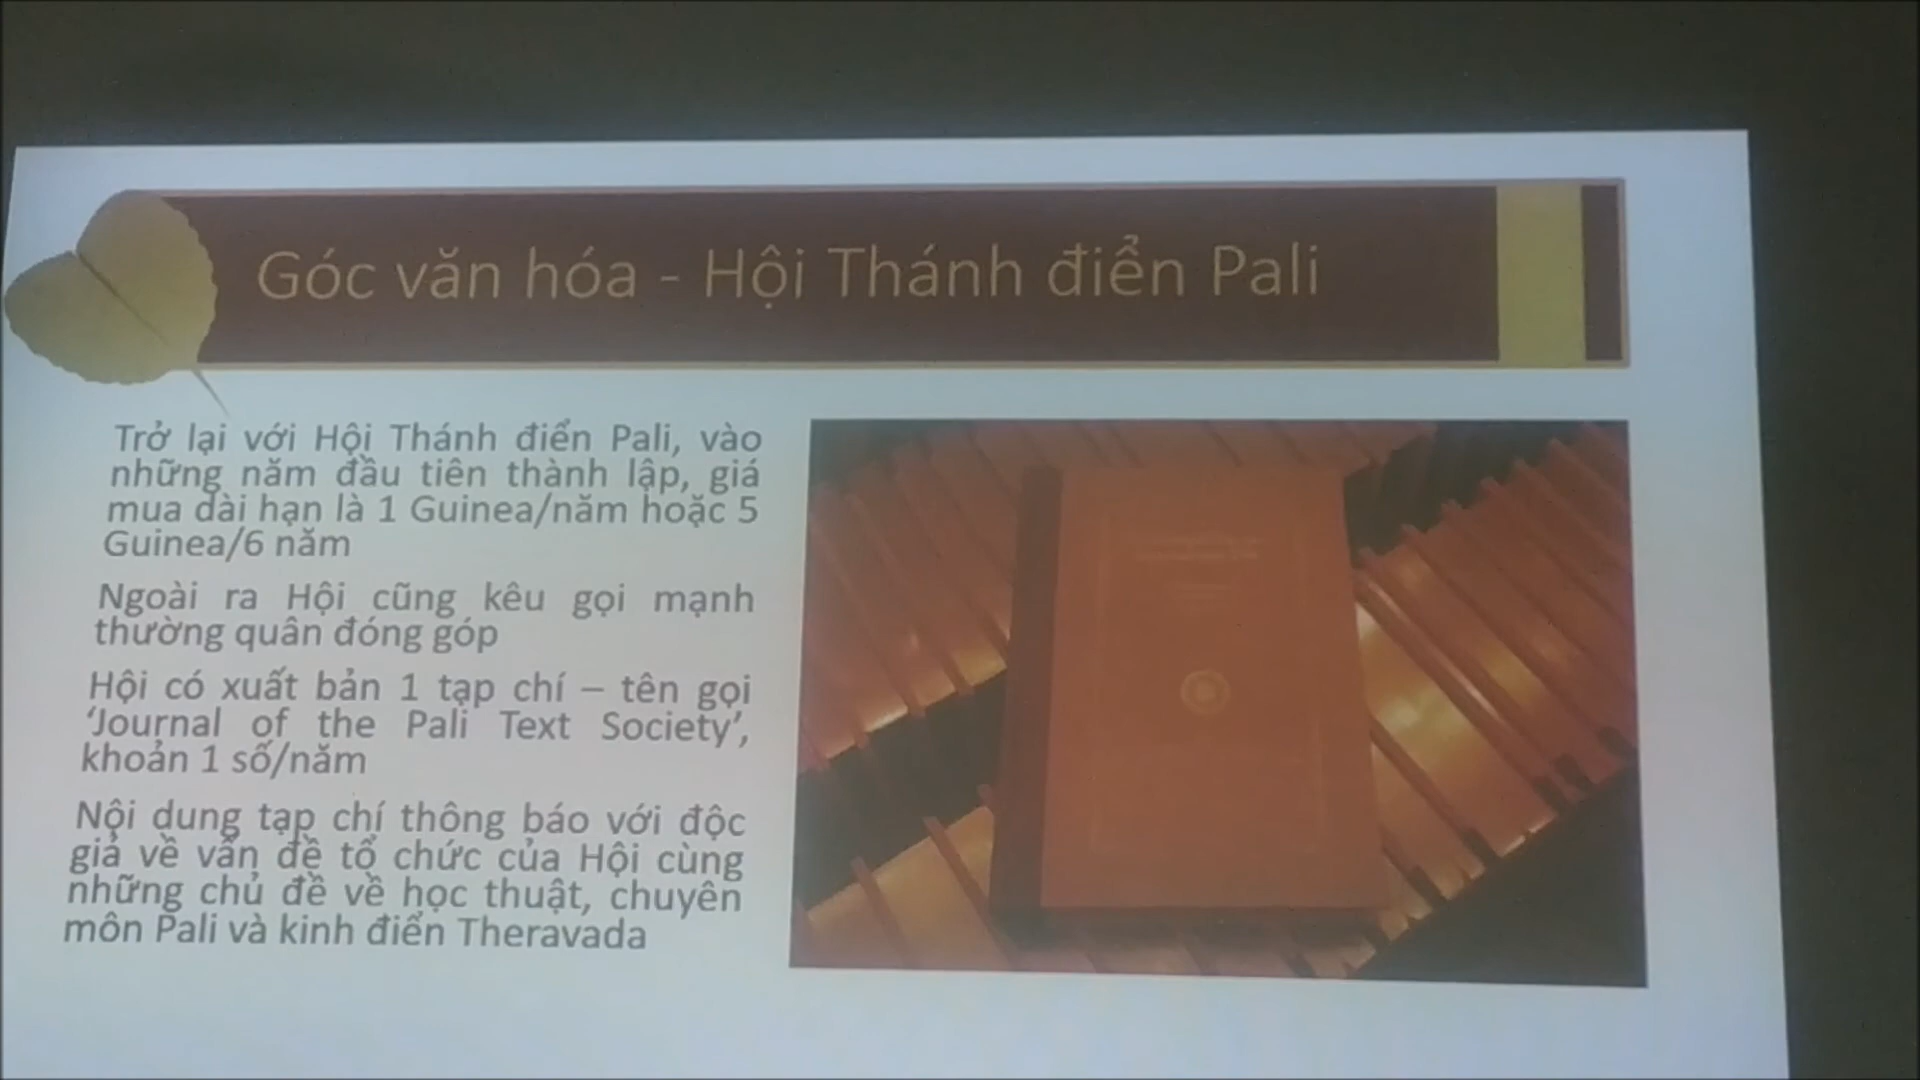 Góc văn hóa - Hội Thánh điển Pali
Trở lại với Hội Thánh điển Pali, vào
những năm đầu tiên thành lập, giá
mua dài hạn là 1 Guinea/năm hoặc 5
Guinea/6 năm
Ngoài ra Hội cũng kêu gọi mạnh
thường quân đóng góp
Hội có xuất bản 1 tạp chí – tên gọi
‘Journal of the Pali Text Society’,
khoản 1 số/năm
Nội dung tạp chí thông báo với độc
giả về vấn đề tổ chức của Hội cùng
những chủ đề về học thuật, chuyên
môn Pali và kinh điển Theravada